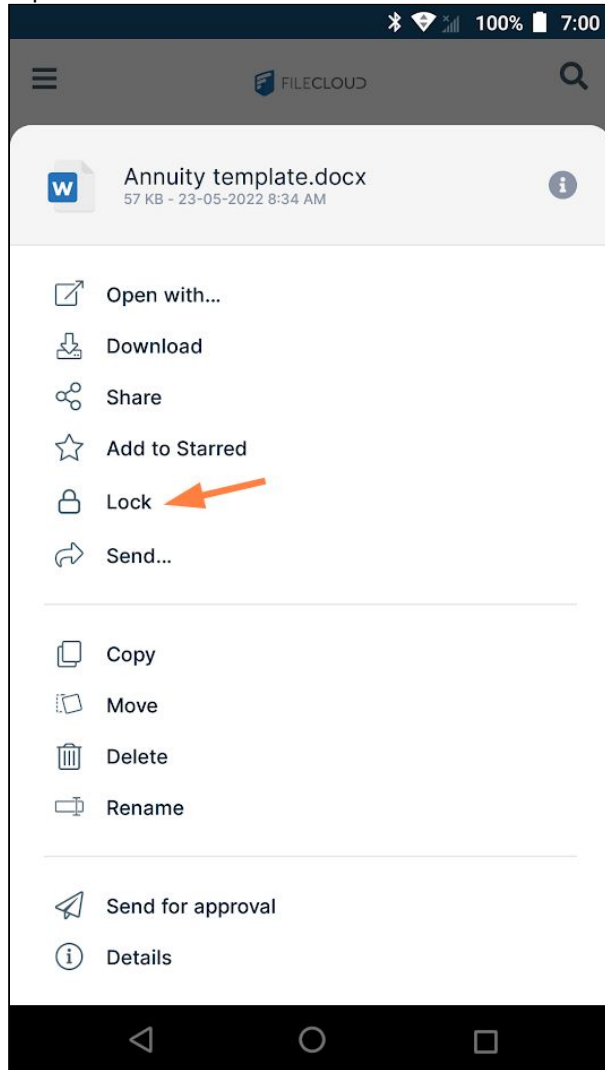 100% 7:00
FILECLOUD
W
Annuity template.docx
57 KB - 23-05-2022 8:34 AM
Open with...
Download
Share
Add to Starred
Lock
Send...
Copy
Move
Delete
Rename
Send for approval
Details